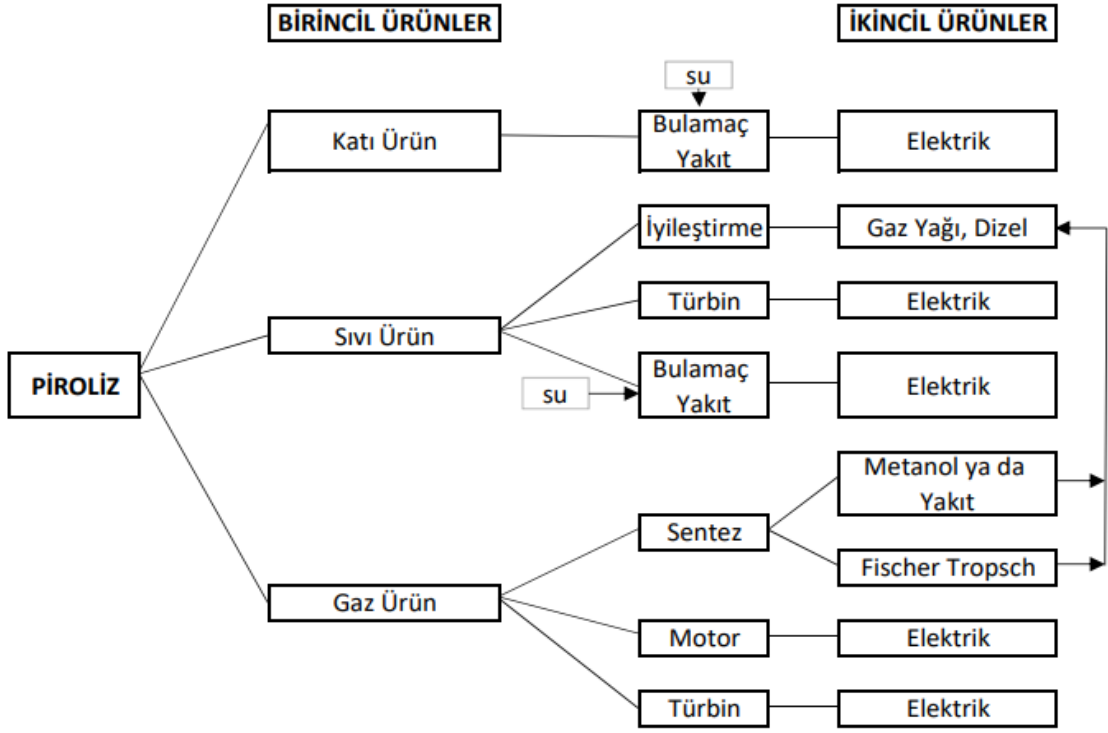 BİRİNCİL ÜRÜNLER
İKİNCİL ÜRÜNLER
su
Katı Ürün
Bulamaç
Yakıt
Elektrik
İyileştirme
Gaz Yağı, Dizel
Türbin
Elektrik
Sıvı Ürün
PİROLİZ
su
Bulamaç
Yakıt
Elektrik
Metanol ya da
Yakıt
Sentez
Fischer Tropsch
Gaz Ürün
Motor
Elektrik
Türbin
Elektrik